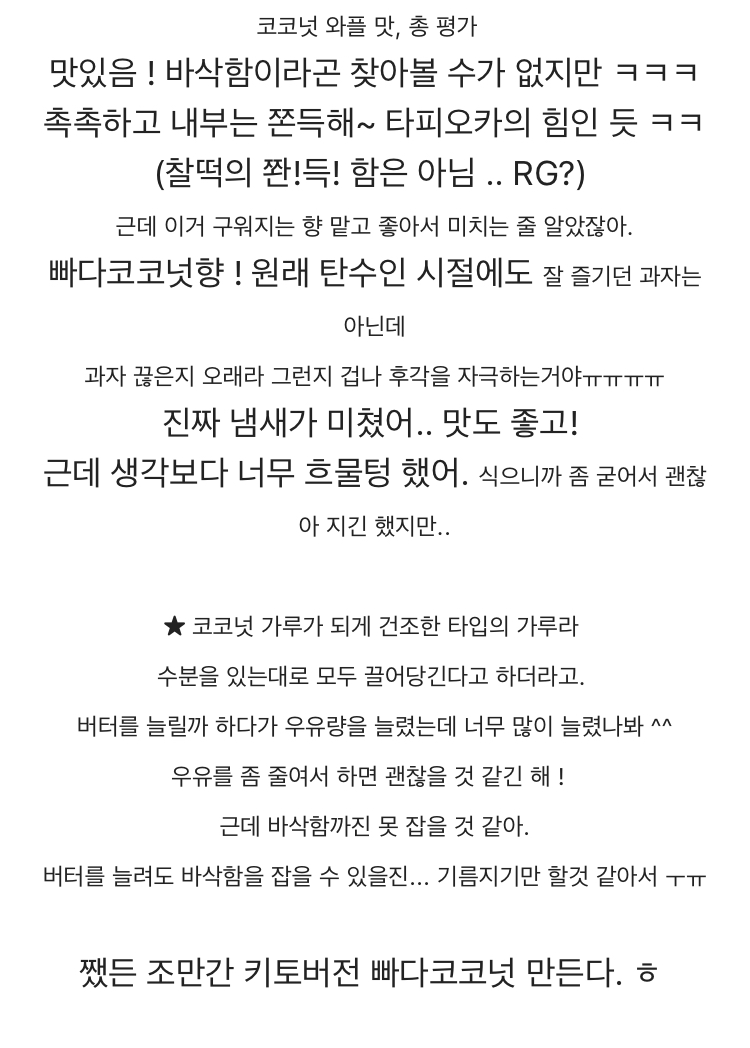 코코넛 와플 맛, 총 평가
맛있음 ! 바삭함이라곤 찾아볼 수가 없지만 ㅋㅋㅋ
촉촉하고 내부는 쫀득해~ 타피오카의 힘인 듯 ㅋㅋ
(찰떡의 쫜!득! 함은 아님 .. RG?)
근데 이거 구워지는 향 맡고 좋아서 미치는 줄 알았잖아.
빠다코코넛향 ! 원래 탄수인 시절에도 잘 즐기던 과자는
아닌데
과자 끊은지 오래라 그런지 겁나 후각을 자극하는거야ㅠㅠㅠㅠ
진짜 냄새가 미쳤어.. 맛도 좋고!
근데 생각보다 너무 흐물텅 했어. 식으니까 좀 굳어서 괜찮
아 지긴 했지만..
★ 코코넛 가루가 되게 건조한 타입의 가루라
수분을 있는대로 모두 끌어당긴다고 하더라고.
버터를 늘릴까 하다가 우유량을 늘렸는데 너무 많이 늘렸나봐 ^^
우유를 좀 줄여서 하면 괜찮을 것 같긴 해 !
근데 바삭함까진 못 잡을 것 같아.
버터를 늘려도 바삭함을 잡을 수 있을진... 기름지기만 할것 같아서 ㅜㅠ
쨌든 조만간 키토버전 빠다코코넛 만든다. ㅎ